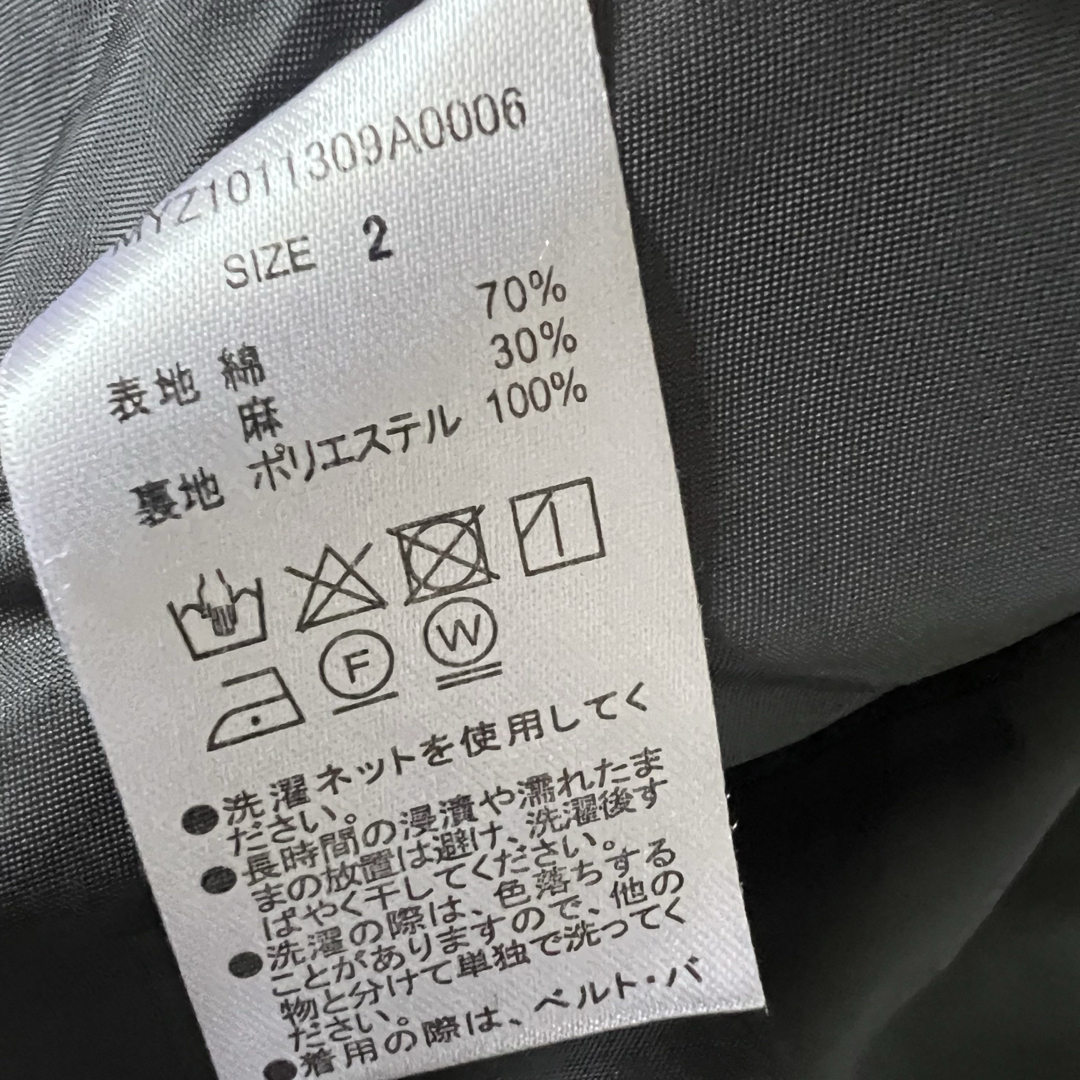 MYZ1011309A0006
SIZE 2
表地 綿 70%
麻 30%
裏地 ポリエステル 100%
F W
●洗濯ネットを使用してく
ださい。
●長時間の浸漬や濡れたま
まの放置は避け、洗濯後す
ばやく干してください。
●洗濯の際は、色落ちする
ことがありますので、他の
物と分けて単独で洗ってく
ださい。
●着用の際は、ベルト・バ